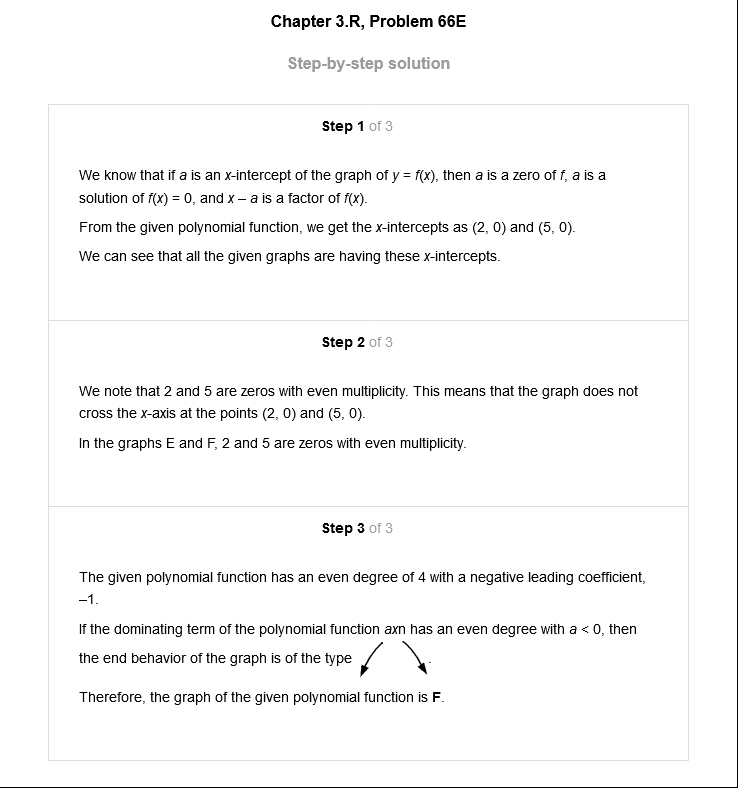 Chapter 3.R, Problem 66E
Step-by-step solution
Step 1 of 3
We know that if a is an x-intercept of the graph of y = f(x), then a is a zero of f, a is a
solution of f(x) = 0, and x – a is a factor of f(x).
From the given polynomial function, we get the x-intercepts as (2, 0) and (5, 0).
We can see that all the given graphs are having these x-intercepts.
Step 2 of 3
We note that 2 and 5 are zeros with even multiplicity. This means that the graph does not
cross the x-axis at the points (2, 0) and (5, 0).
In the graphs E and F, 2 and 5 are zeros with even multiplicity.
Step 3 of 3
The given polynomial function has an even degree of 4 with a negative leading coefficient,
–1.
If the dominating term of the polynomial function axn has an even degree with a < 0, then
the end behavior of the graph is of the type .
Therefore, the graph of the given polynomial function is F.